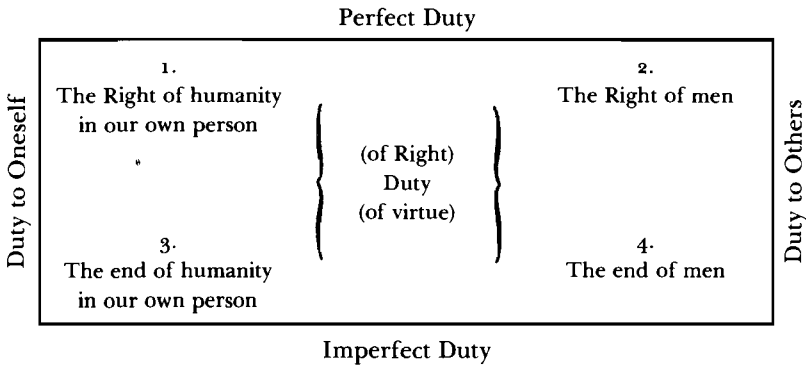 Perfect Duty
Duty to Oneself
1.
The Right of humanity
in our own person
2.
The Right of men
(of Right)
Duty
(of virtue)
3.
The end of humanity
in our own person
4.
The end of men
Duty to Others
Imperfect Duty